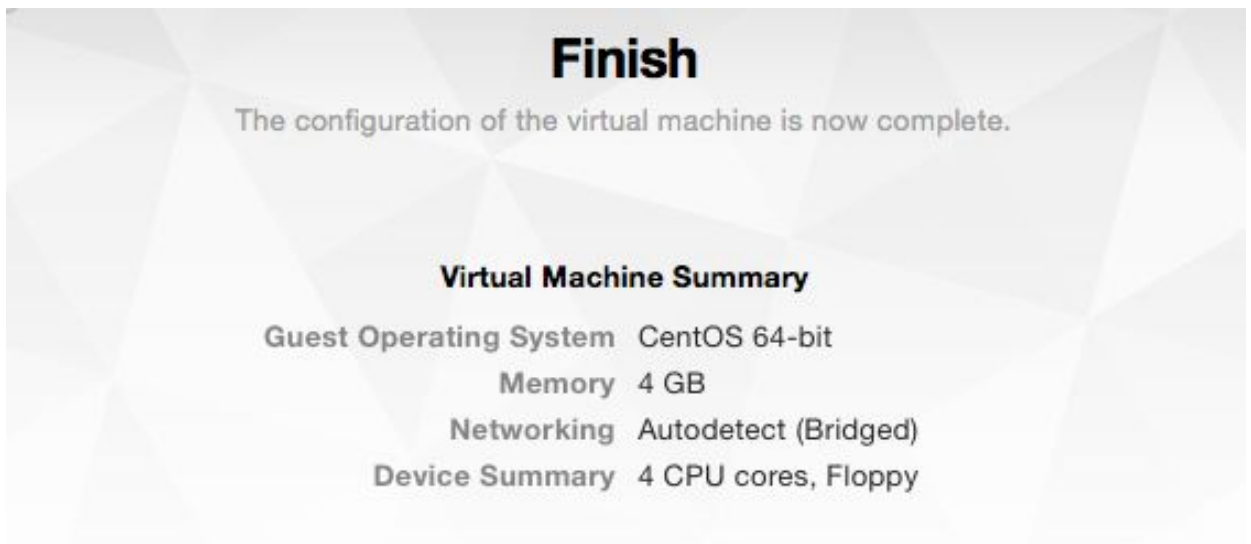 Finish
The configuration of the virtual machine is now complete.
Virtual Machine Summary
Guest Operating System CentOS 64-bit
Memory 4 GB
Networking Autodetect (Bridged)
Device Summary 4 CPU cores, Floppy